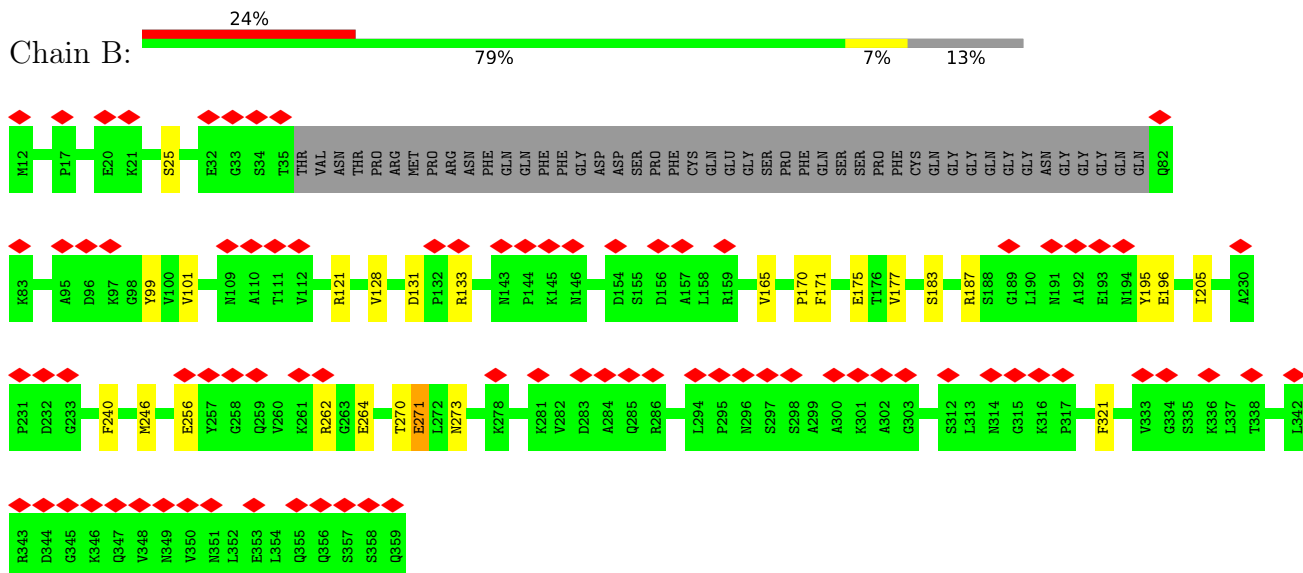 24%
Chain B:
79% 7% 13%
M12 P17 E20 K21 S25 E32 G33 S34 T35 THR VAL ASN THR PRO ARG MET PRO ARG ASN PHE GLN GLN PHE PHE GLY ASP ASP SER PRO PHE CYS GLN GLU GLY SER PRO PHE GLN SER SER PRO PHE CYS GLN GLY GLY GLN GLY GLY ASN GLY GLY GLY GLN GLN Q82
K83 A95 D96 K97 G98 Y99 V100 V101 N109 A110 T111 V112 R121 V128 D131 P132 R133 N143 P144 K145 N146 D154 S155 D156 A157 L158 R159 V165 P170 F171 E175 T176 V177 S183 R187 S188 G189 L190 N191 A192 E193 N194 Y195 E196 I205 A230
P231 D232 G233 F240 M246 E256 Y257 G258 Q259 V260 K261 R262 G263 E264 T270 E271 L272 N273 K278 K281 V282 D283 A284 Q285 R286 L294 P295 N296 S297 S298 A299 A300 K301 A302 G303 S312 L313 N314 G315 K316 P317 F321 V333 G334 S335 K336 L337 T338 L342
R343 D344 G345 K346 Q347 V348 N349 V350 N351 L352 E353 L354 Q355 Q356 S357 S358 Q359